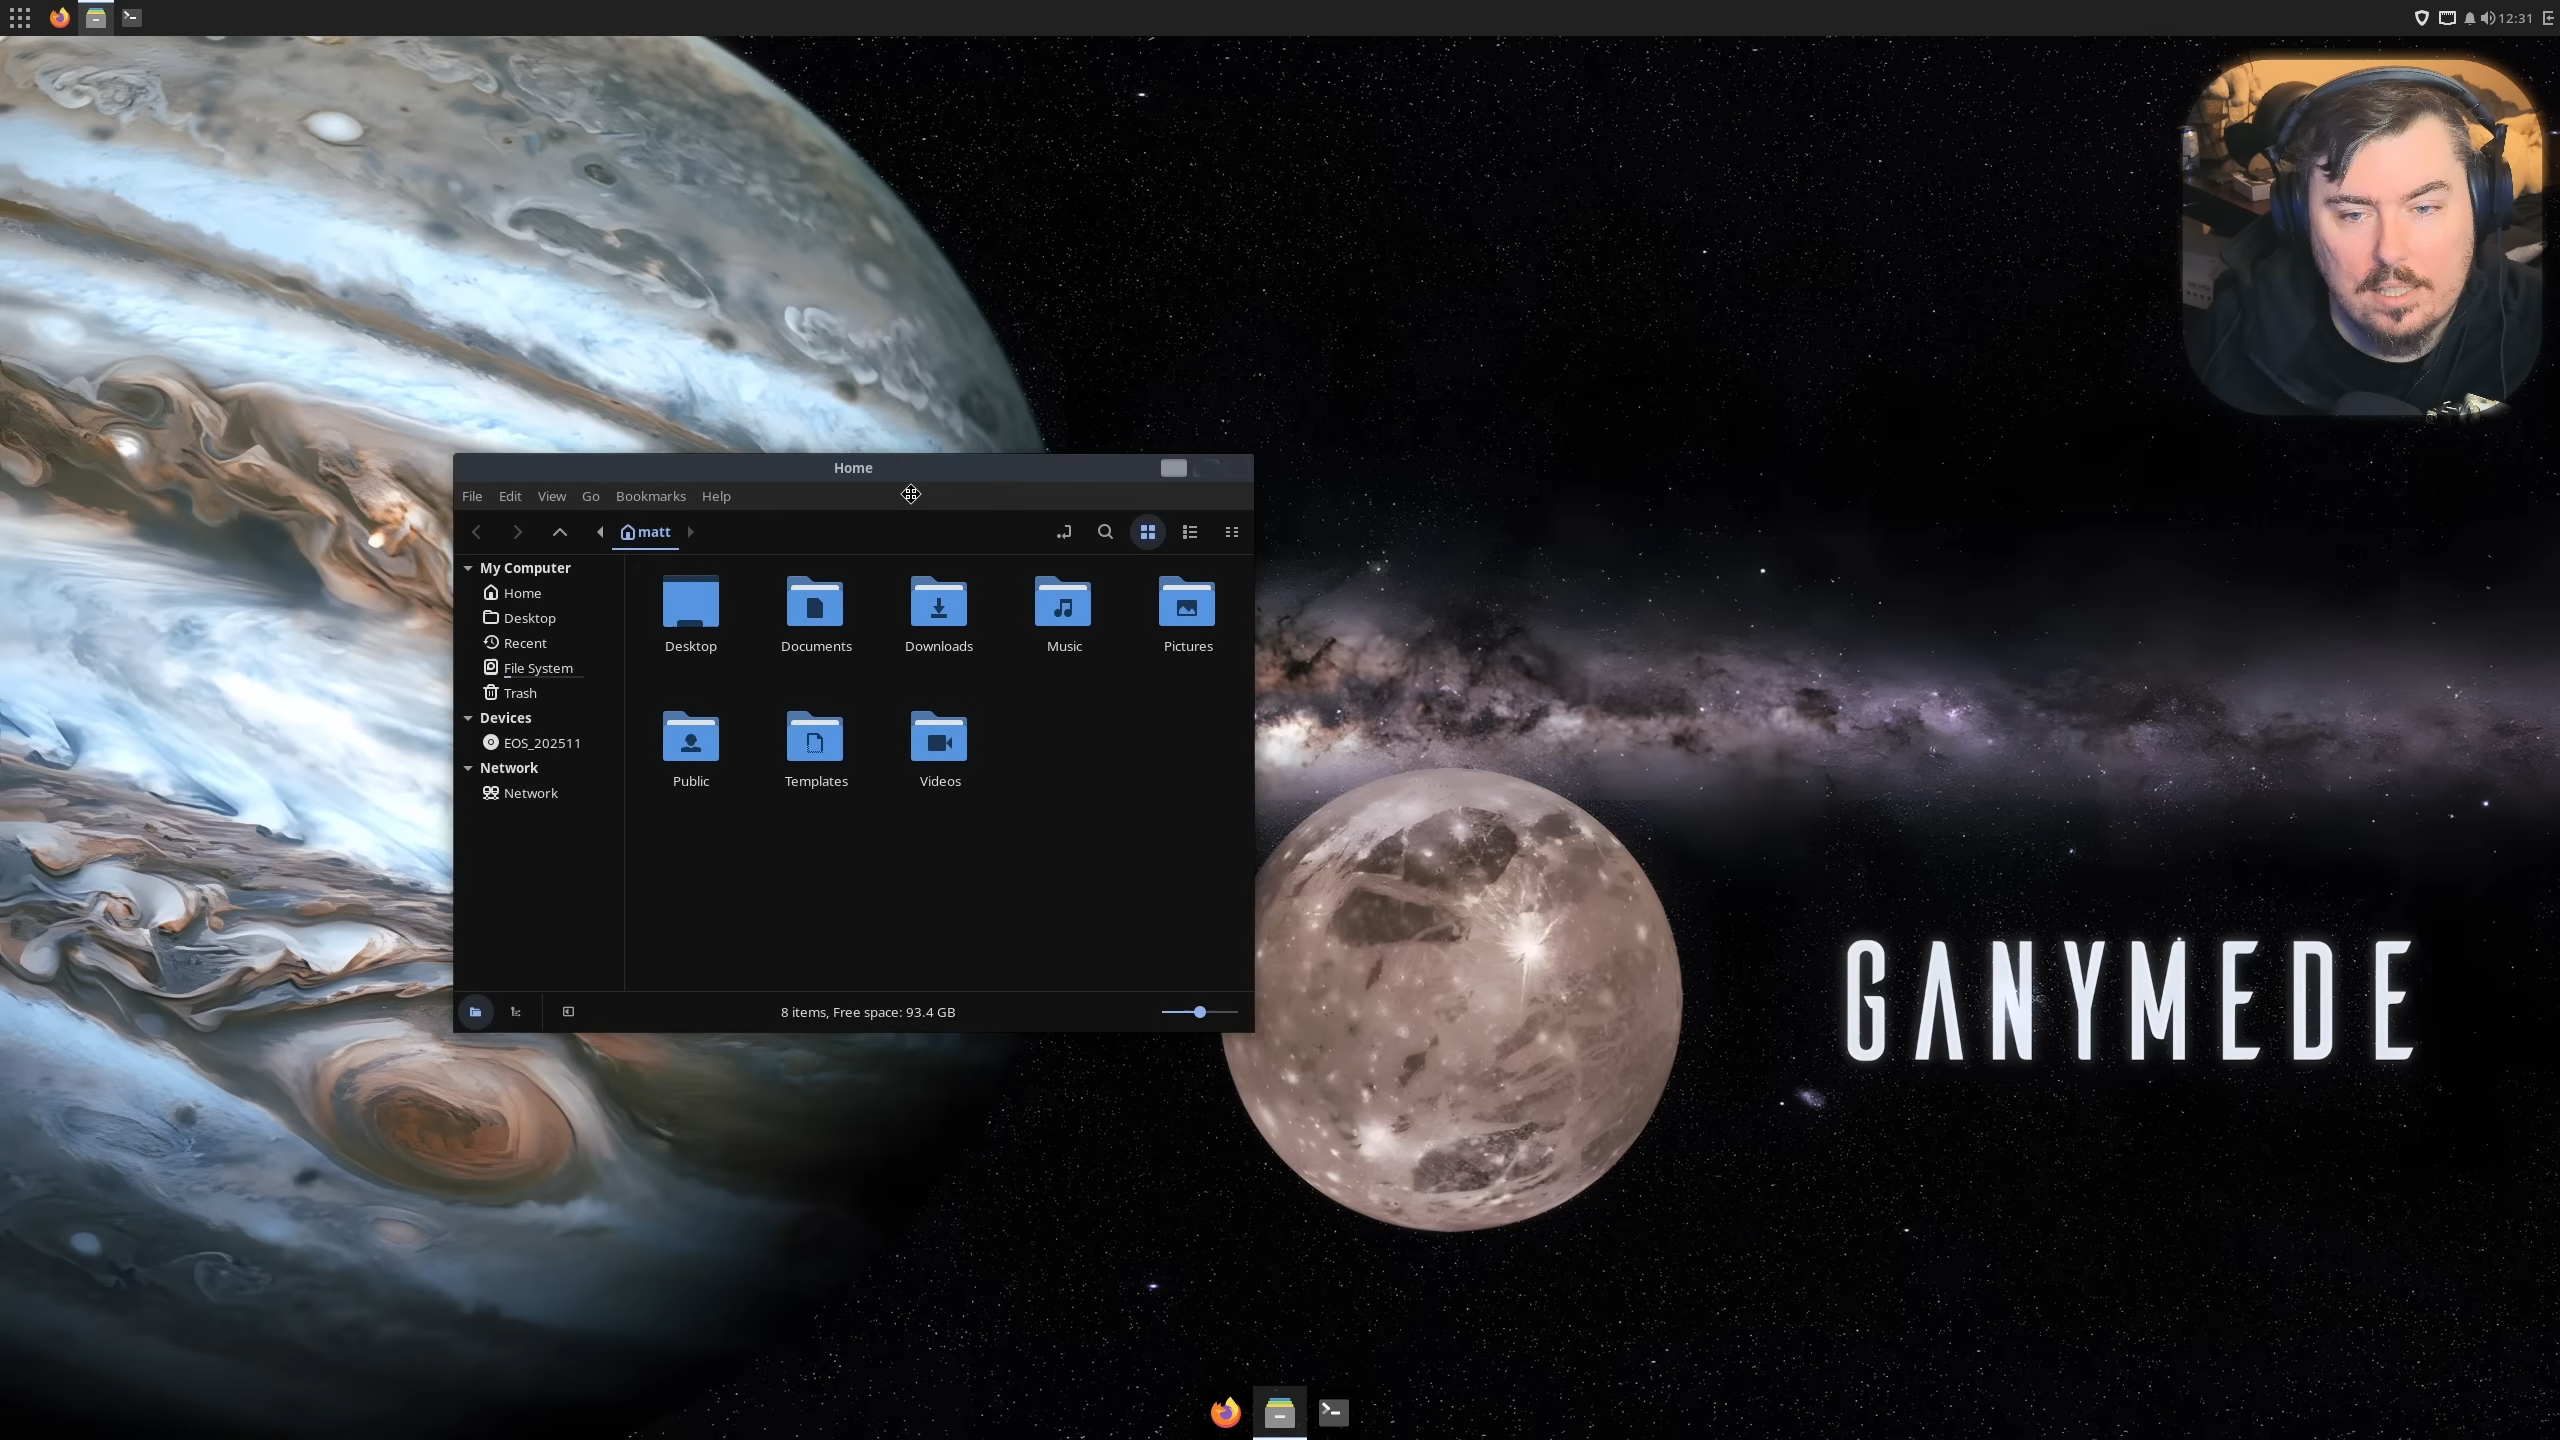 12:31
Home
File Edit View Go Bookmarks Help
matt
My Computer
Home
Desktop
Recent
File System
Trash
Devices
EOS_202511
Network
Network
Desktop Documents Downloads Music Pictures
Public Templates Videos
8 items, Free space: 93.4 GB
GANYMEDE